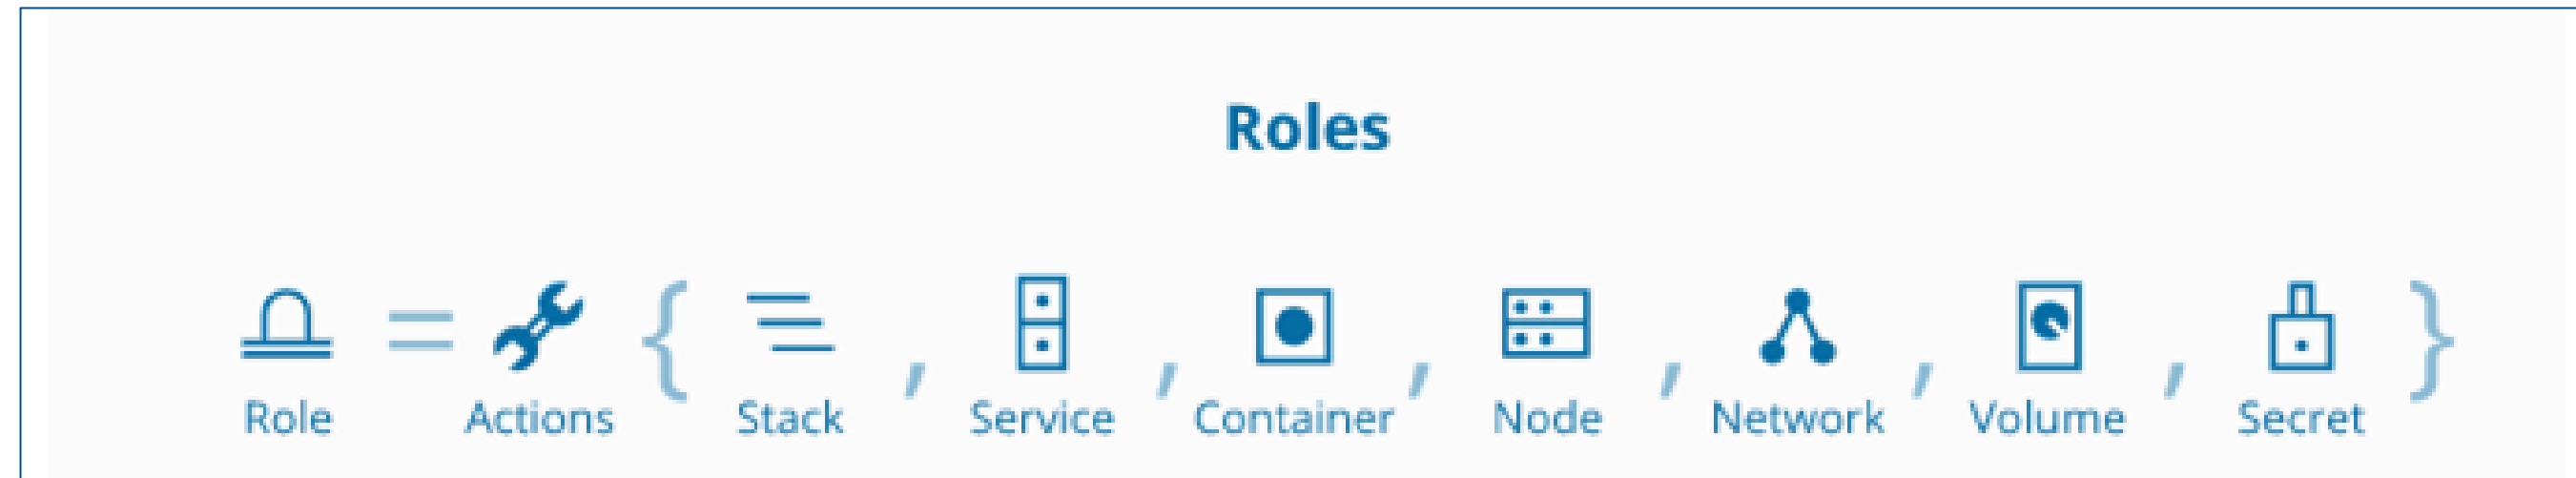 Roles
= { , , , , , , }
Role Actions Stack Service Container Node Network Volume Secret